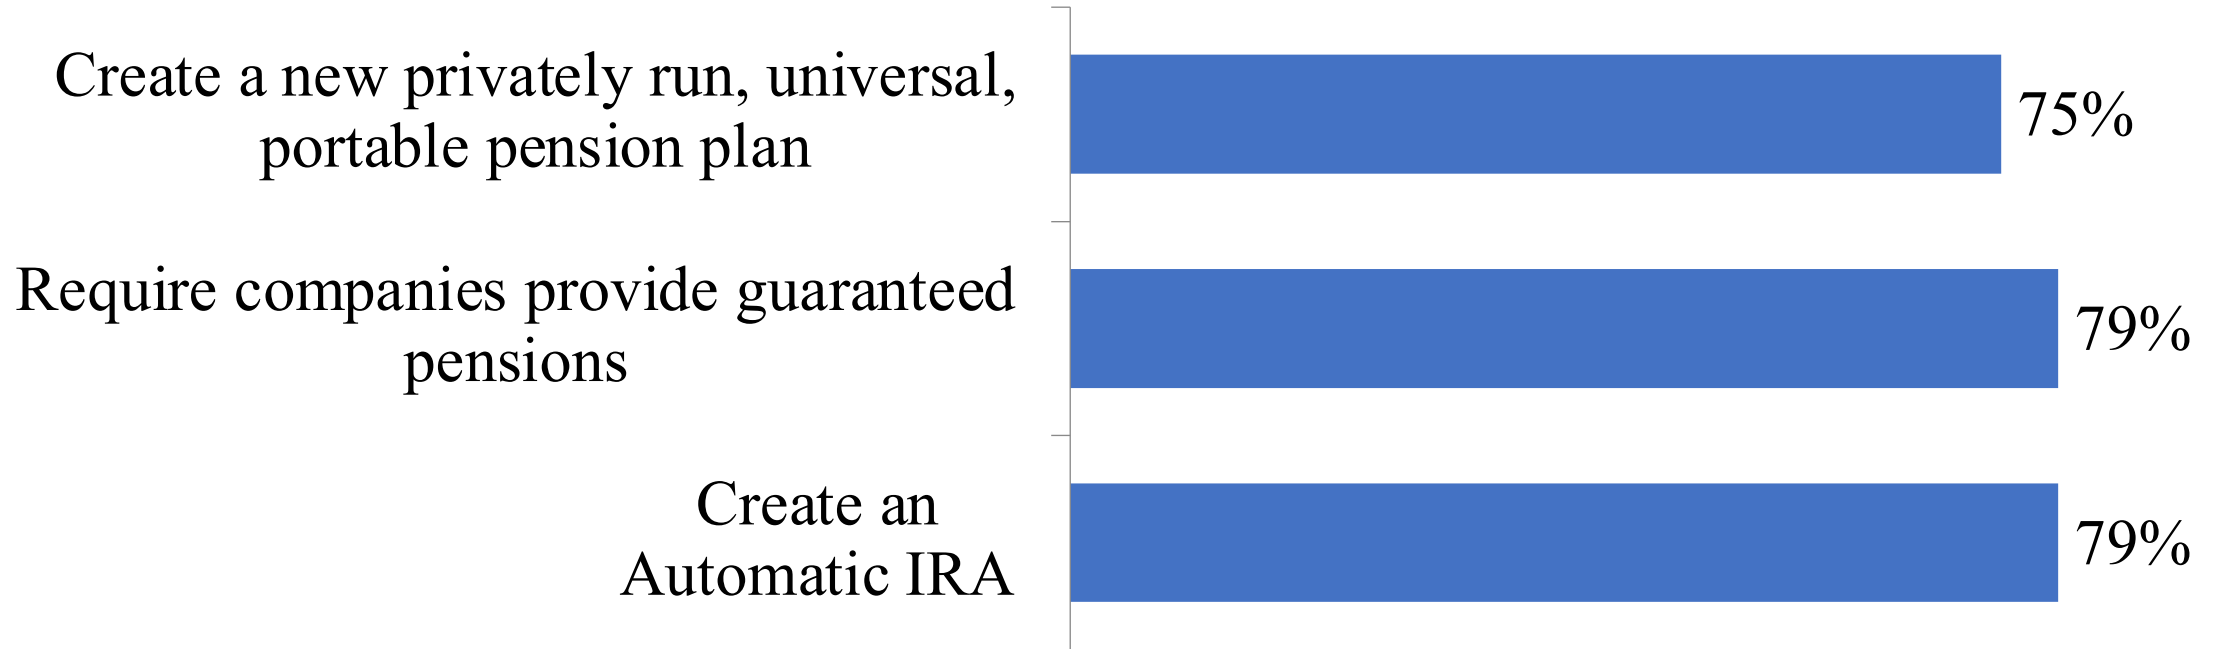 Create a new privately run, universal,
portable pension plan
75%
Require companies provide guaranteed
pensions
79%
Create an
Automatic IRA
79%